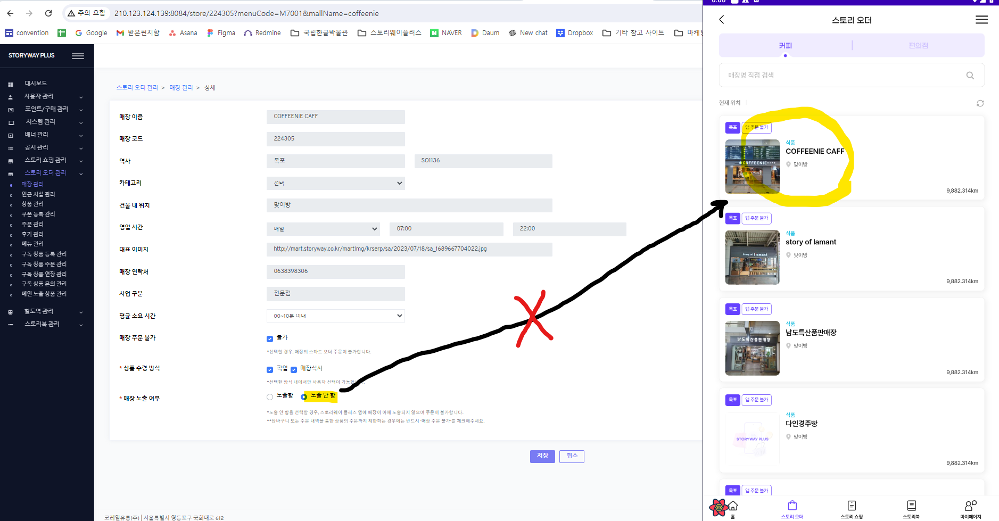 주의 요함
210.123.124.139:8084/store/224305?menuCode=M7001&mallName=coffeenie
convention
Google
받은편지함
Asana
Figma
Redmine
국립한글박물관
스토리웨이플러스
NAVER
Daum
New chat
Dropbox
기타 참고 사이트
STORYWAY PLUS
대시보드
사용자 관리
포인트/구매 관리
시스템 관리
배너 관리
공지 관리
스토리 쇼핑 관리
스토리 오더 관리
매장 관리
인근 시설 관리
상품 관리
쿠폰 등록 관리
주문 관리
후기 관리
메뉴 관리
구독 상품 등록 관리
구독 상품 주문 관리
구독 상품 연장 관리
구독 상품 문의 관리
메인 노출 상품 관리
철도역 관리
스토리북 관리
스토리 오더 관리 > 매장 관리 > 상세
매장 이름
COFFEENIE CAFF
매장 코드
224305
역사
목포
S01136
카테고리
선택
건물 내 위치
맞이방
영업 시간
매일
07:00
22:00
대표 이미지
http://mart.storyway.co.kr/martimg/krserp/sa/2023/07/18/sa_1689667704022.jpg
매장 연락처
0638398306
사업 구분
전문점
평균 소요 시간
00~10분 이내
매장 주문 불가
불가
*선택할 경우, 매장의 스마트 오더 주문이 불가합니다.
* 상품 수령 방식
픽업
매장식사
*선택한 방식 내에서만 사용자 선택이 가능합니다.
* 매장 노출 여부
노출함
노출 안 함
*노출 안 함을 선택할 경우, 스토리웨이 플러스 앱에 매장이 아예 노출되지 않으며 주문이 불가합니다.
**장바구니 또는 주문 내역을 통한 상품의 주문까지 제한하는 경우에는 반드시 '매장 주문 불가'를 체크해주세요.
저장
취소
코레일유통(주) | 서울특별시 영등포구 국회대로 612
스토리 오더
커피
편의점
매장명 직접 검색
현재 위치
목포
앱 주문 불가
COFFEENIE
식품
COFFEENIE CAFF
맞이방
9,882.314km
목포
앱 주문 불가
Story of Lamant
식품
story of lamant
맞이방
9,882.314km
목포
앱 주문 불가
남도특산품판매장
식품
남도특산품판매장
맞이방
9,882.314km
목포
앱 주문 불가
STORYWAY PLUS
식품
다인경주빵
맞이방
9,882.314km
목포
앱 주문 불가
홈
스토리 오더
스토리 쇼핑
스토리북
마이페이지